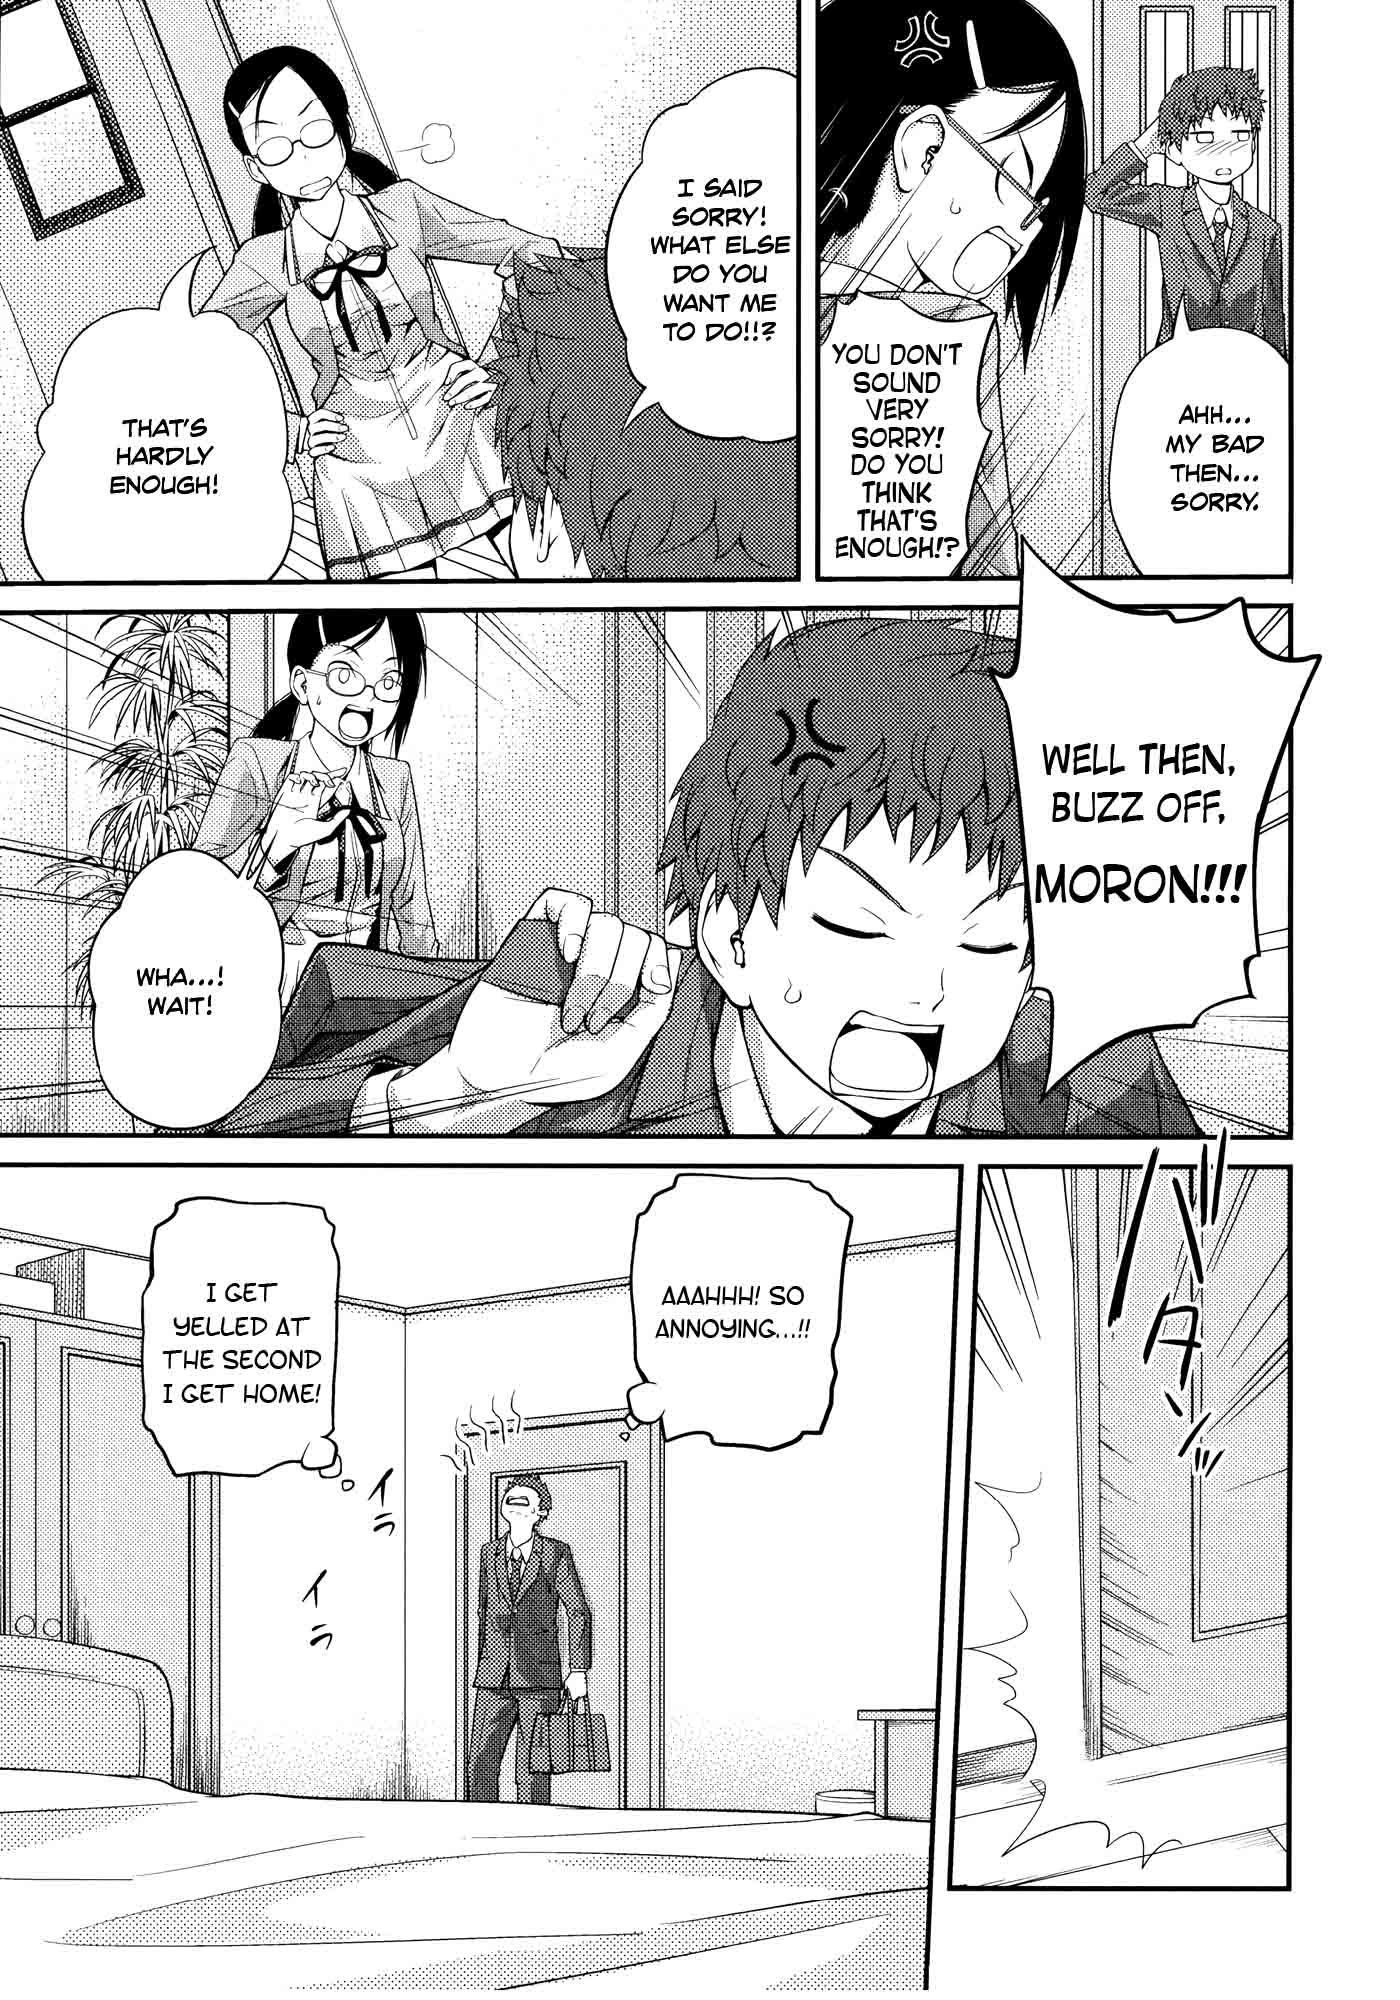 AHH...
MY BAD
THEN...
SORRY.
YOU DON'T
SOUND
VERY
SORRY!
DO YOU
THINK
THAT'S
ENOUGH!?
I SAID
SORRY!
WHAT ELSE
DO YOU
WANT ME
TO DO!!?
THAT'S
HARDLY
ENOUGH!
WELL THEN,
BUZZ OFF,
MORON!!!
WHA...!
WAIT!
バタンッ
AAAHHH! SO
ANNOYING...!!
I GET
YELLED AT
THE SECOND
I GET HOME!
イラ
イラ